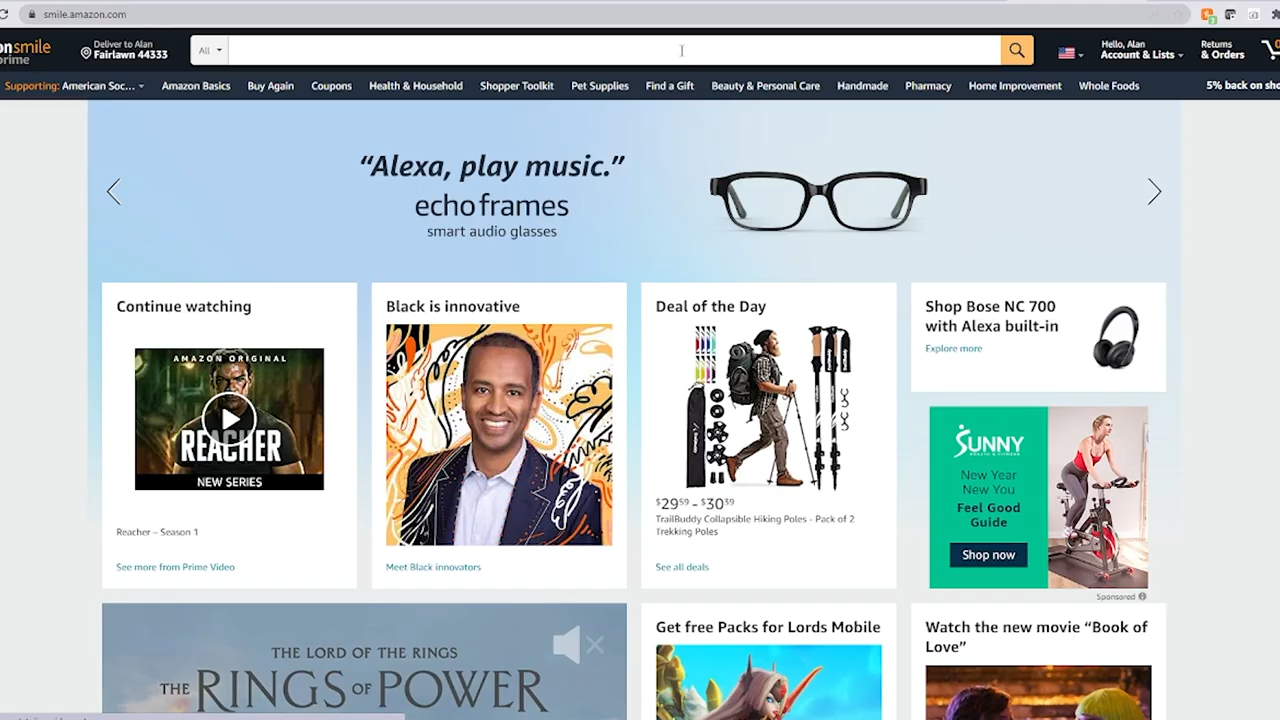 smile.amazon.com
on smile
prime
Deliver to Alan
Fairlawn 44333
All
Hello, Alan
Account & Lists
Returns
& Orders
0
3
Supporting: American Soc...
Amazon Basics
Buy Again
Coupons
Health & Household
Shopper Toolkit
Pet Supplies
Find a Gift
Beauty & Personal Care
Handmade
Pharmacy
Home Improvement
Whole Foods
5% back on sho
“Alexa, play music.”
echo frames
smart audio glasses
Continue watching
AMAZON ORIGINAL
REACHER
NEW SERIES
Reacher – Season 1
See more from Prime Video
Black is innovative
Meet Black innovators
Deal of the Day
$29⁵⁹ - $30³⁹
TrailBuddy Collapsible Hiking Poles - Pack of 2
Trekking Poles
See all deals
Shop Bose NC 700
with Alexa built-in
Explore more
SUNNY
HEALTH & FITNESS
New Year
New You
Feel Good
Guide
Shop now
Sponsored
THE LORD OF THE RINGS
THE RINGS OF POWER
Get free Packs for Lords Mobile
Watch the new movie “Book of
Love”